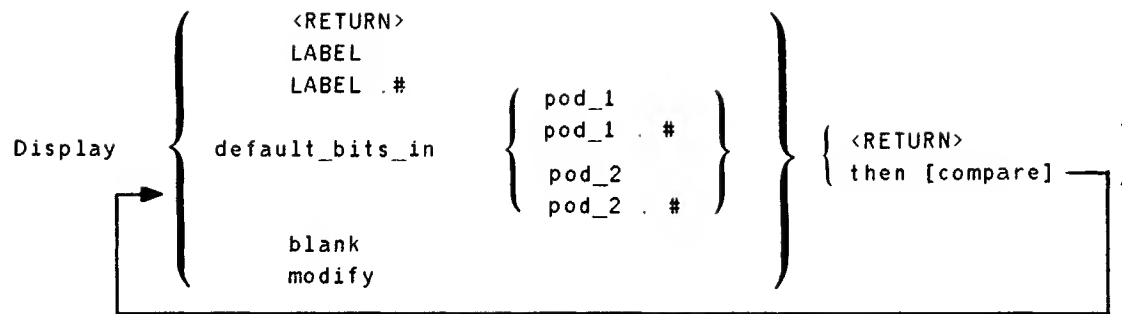 <RETURN>
LABEL
LABEL .#
pod_1
pod_1 . #
Display default_bits_in
<RETURN>
then [compare]
pod_2
pod_2 . #
blank
modify